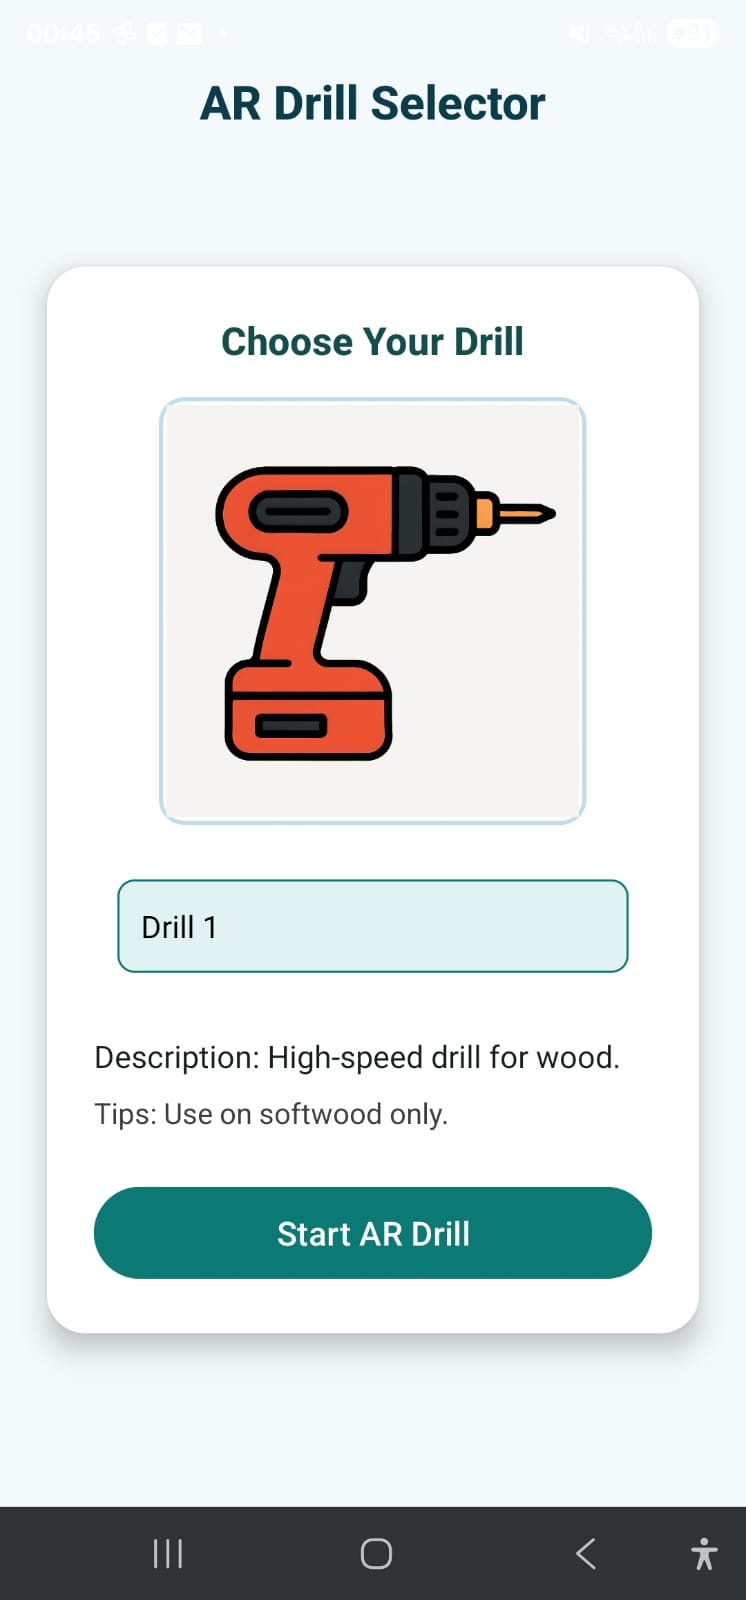 00:45
91
AR Drill Selector
Choose Your Drill
Drill 1
Description: High-speed drill for wood.
Tips: Use on softwood only.
Start AR Drill